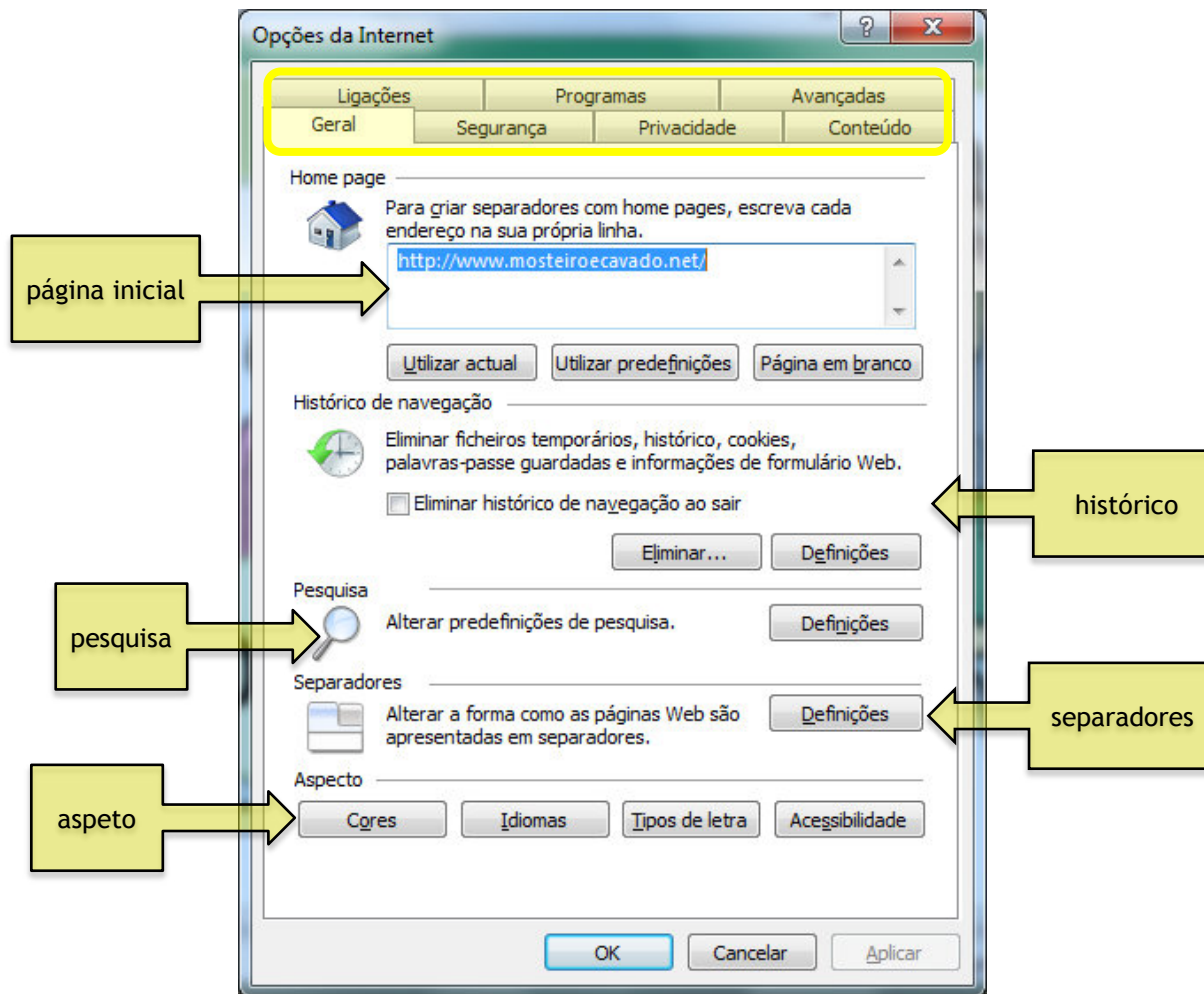 Opções da Internet
Ligações Programas Avançadas
Geral Segurança Privacidade Conteúdo
Home page
Para criar separadores com home pages, escreva cada
endereço na sua própria linha.
http://www.mosteiroecavado.net/
página inicial
Utilizar actual Utilizar predefinições Página em branco
Histórico de navegação
Eliminar ficheiros temporários, histórico, cookies,
palavras-passe guardadas e informações de formulário Web.
Eliminar histórico de navegação ao sair
histórico
Eliminar... Definições
Pesquisa
pesquisa
Alterar predefinições de pesquisa. Definições
Separadores
Alterar a forma como as páginas Web são
apresentadas em separadores.
Definições
separadores
Aspecto
aspeto
Cores Idiomas Tipos de letra Acessibilidade
OK Cancelar Aplicar